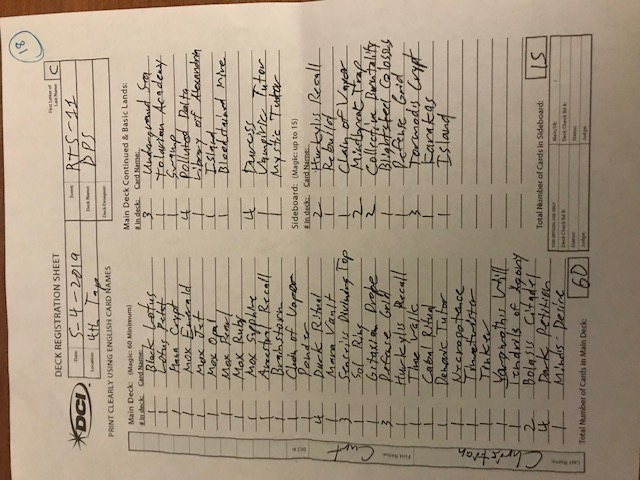 18
DECK REGISTRATION SHEET
First Letter of Last Name: C
DCI
Date: 5-4-2019
Event: RTS-11
Location: 4th Tap
Deck Name: DPS
Deck Designer:
PRINT CLEARLY USING ENGLISH CARD NAMES
Main Deck: (Magic: 60 Minimum)
# in deck: Card Name:
1 Black Lotus
1 Lotus Petal
1 Mana Crypt
1 Mox Emerald
1 Mox Jet
1 Mox Opal
1 Mox Pearl
1 Mox Ruby
1 Mox Sapphire
1 Ancestral Recall
1 Brainstorm
1 Chain of Vapor
1 Ponder
4 Dark Ritual
1 Mana Vault
3 Senseis Divining Top
1 Sol Ring
1 Gitaxian Probe
3 Defense Grid
1 Hurkylis Recall
1 Time Walk
1 Cabal Ritual
1 Demonic Tutor
1 Necropotence
1 Timetwister
1 Tinker
1 Yawgmoths Will
1 Tendrils of Agony
2 Bolas's Citadel
4 Dark Petition
1 Minds Desire
Total Number of Cards in Main Deck: 60
Main Deck Continued & Basic Lands:
# in deck: Card Name:
3 Underground Sea
1 Tolarian Academy
1 Swamp
4 Polluted Delta
1 Library of Alexandria
1 Island
1 Bloodstained Mire
4 Duress
1 Vampiric Tutor
1 Mystic Tutor
Sideboard: (Magic: up to 15)
# in deck: Card Name:
2 Hurkylis Recall
1 Rebuild
1 Chain of Vapor
2 Mindbreak Trap
2 Collective Brutality
1 Blightsteel Colossus
1 Defense Grid
3 Tormods Crypt
1 Karakas
1 Island
Total Number of Cards in Sideboard: 15
FOR OFFICIAL USE ONLY
Deck Check Rd #:
Status:
Judge:
Main/SB:
Deck Check Rd #:
Status:
Judge:
DCI #:
First Name: Curt
Last Name: Christian